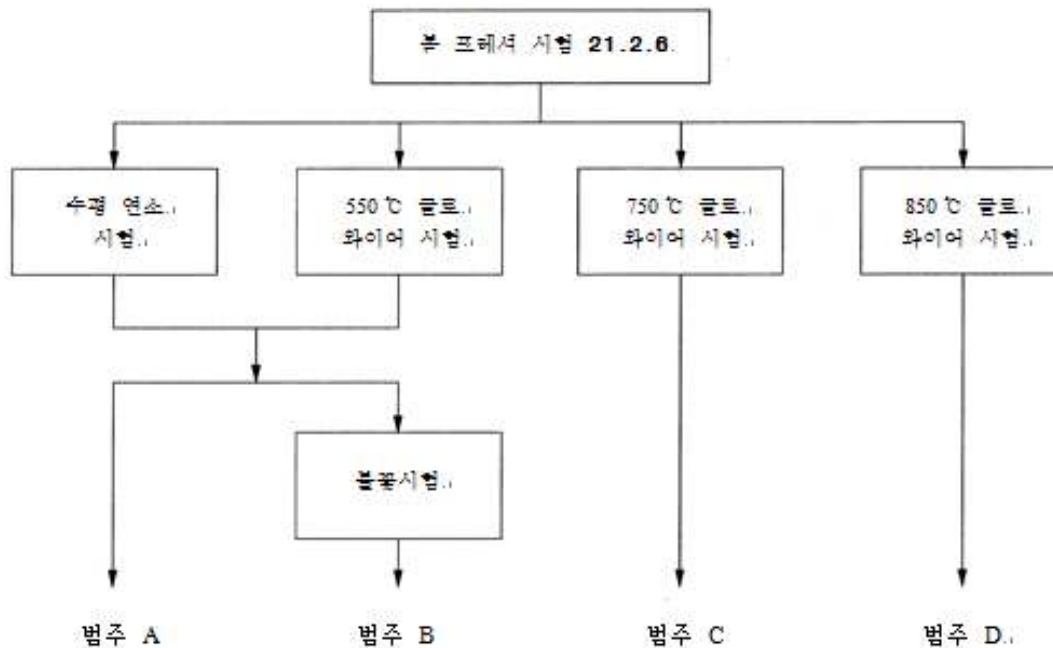 볼 프레셔 시험 21.2.6.
수평 연소
시험
550 ℃ 글로
와이어 시험
750 ℃ 글로
와이어 시험
850 ℃ 글로
와이어 시험
불꽃시험
범주 A
범주 B
범주 C
범주 D